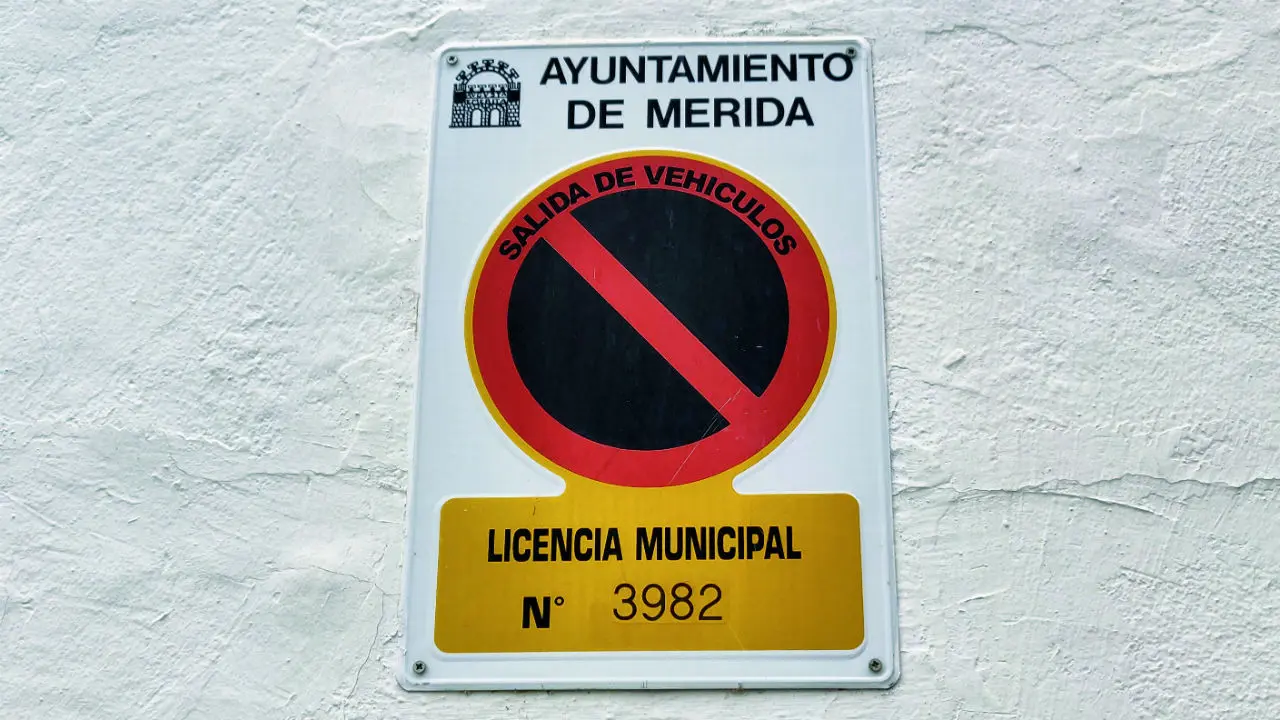 AYUNTAMIENTO
DE MERIDA
SALIDA DE VEHICULOS
LICENCIA MUNICIPAL
N° 3982